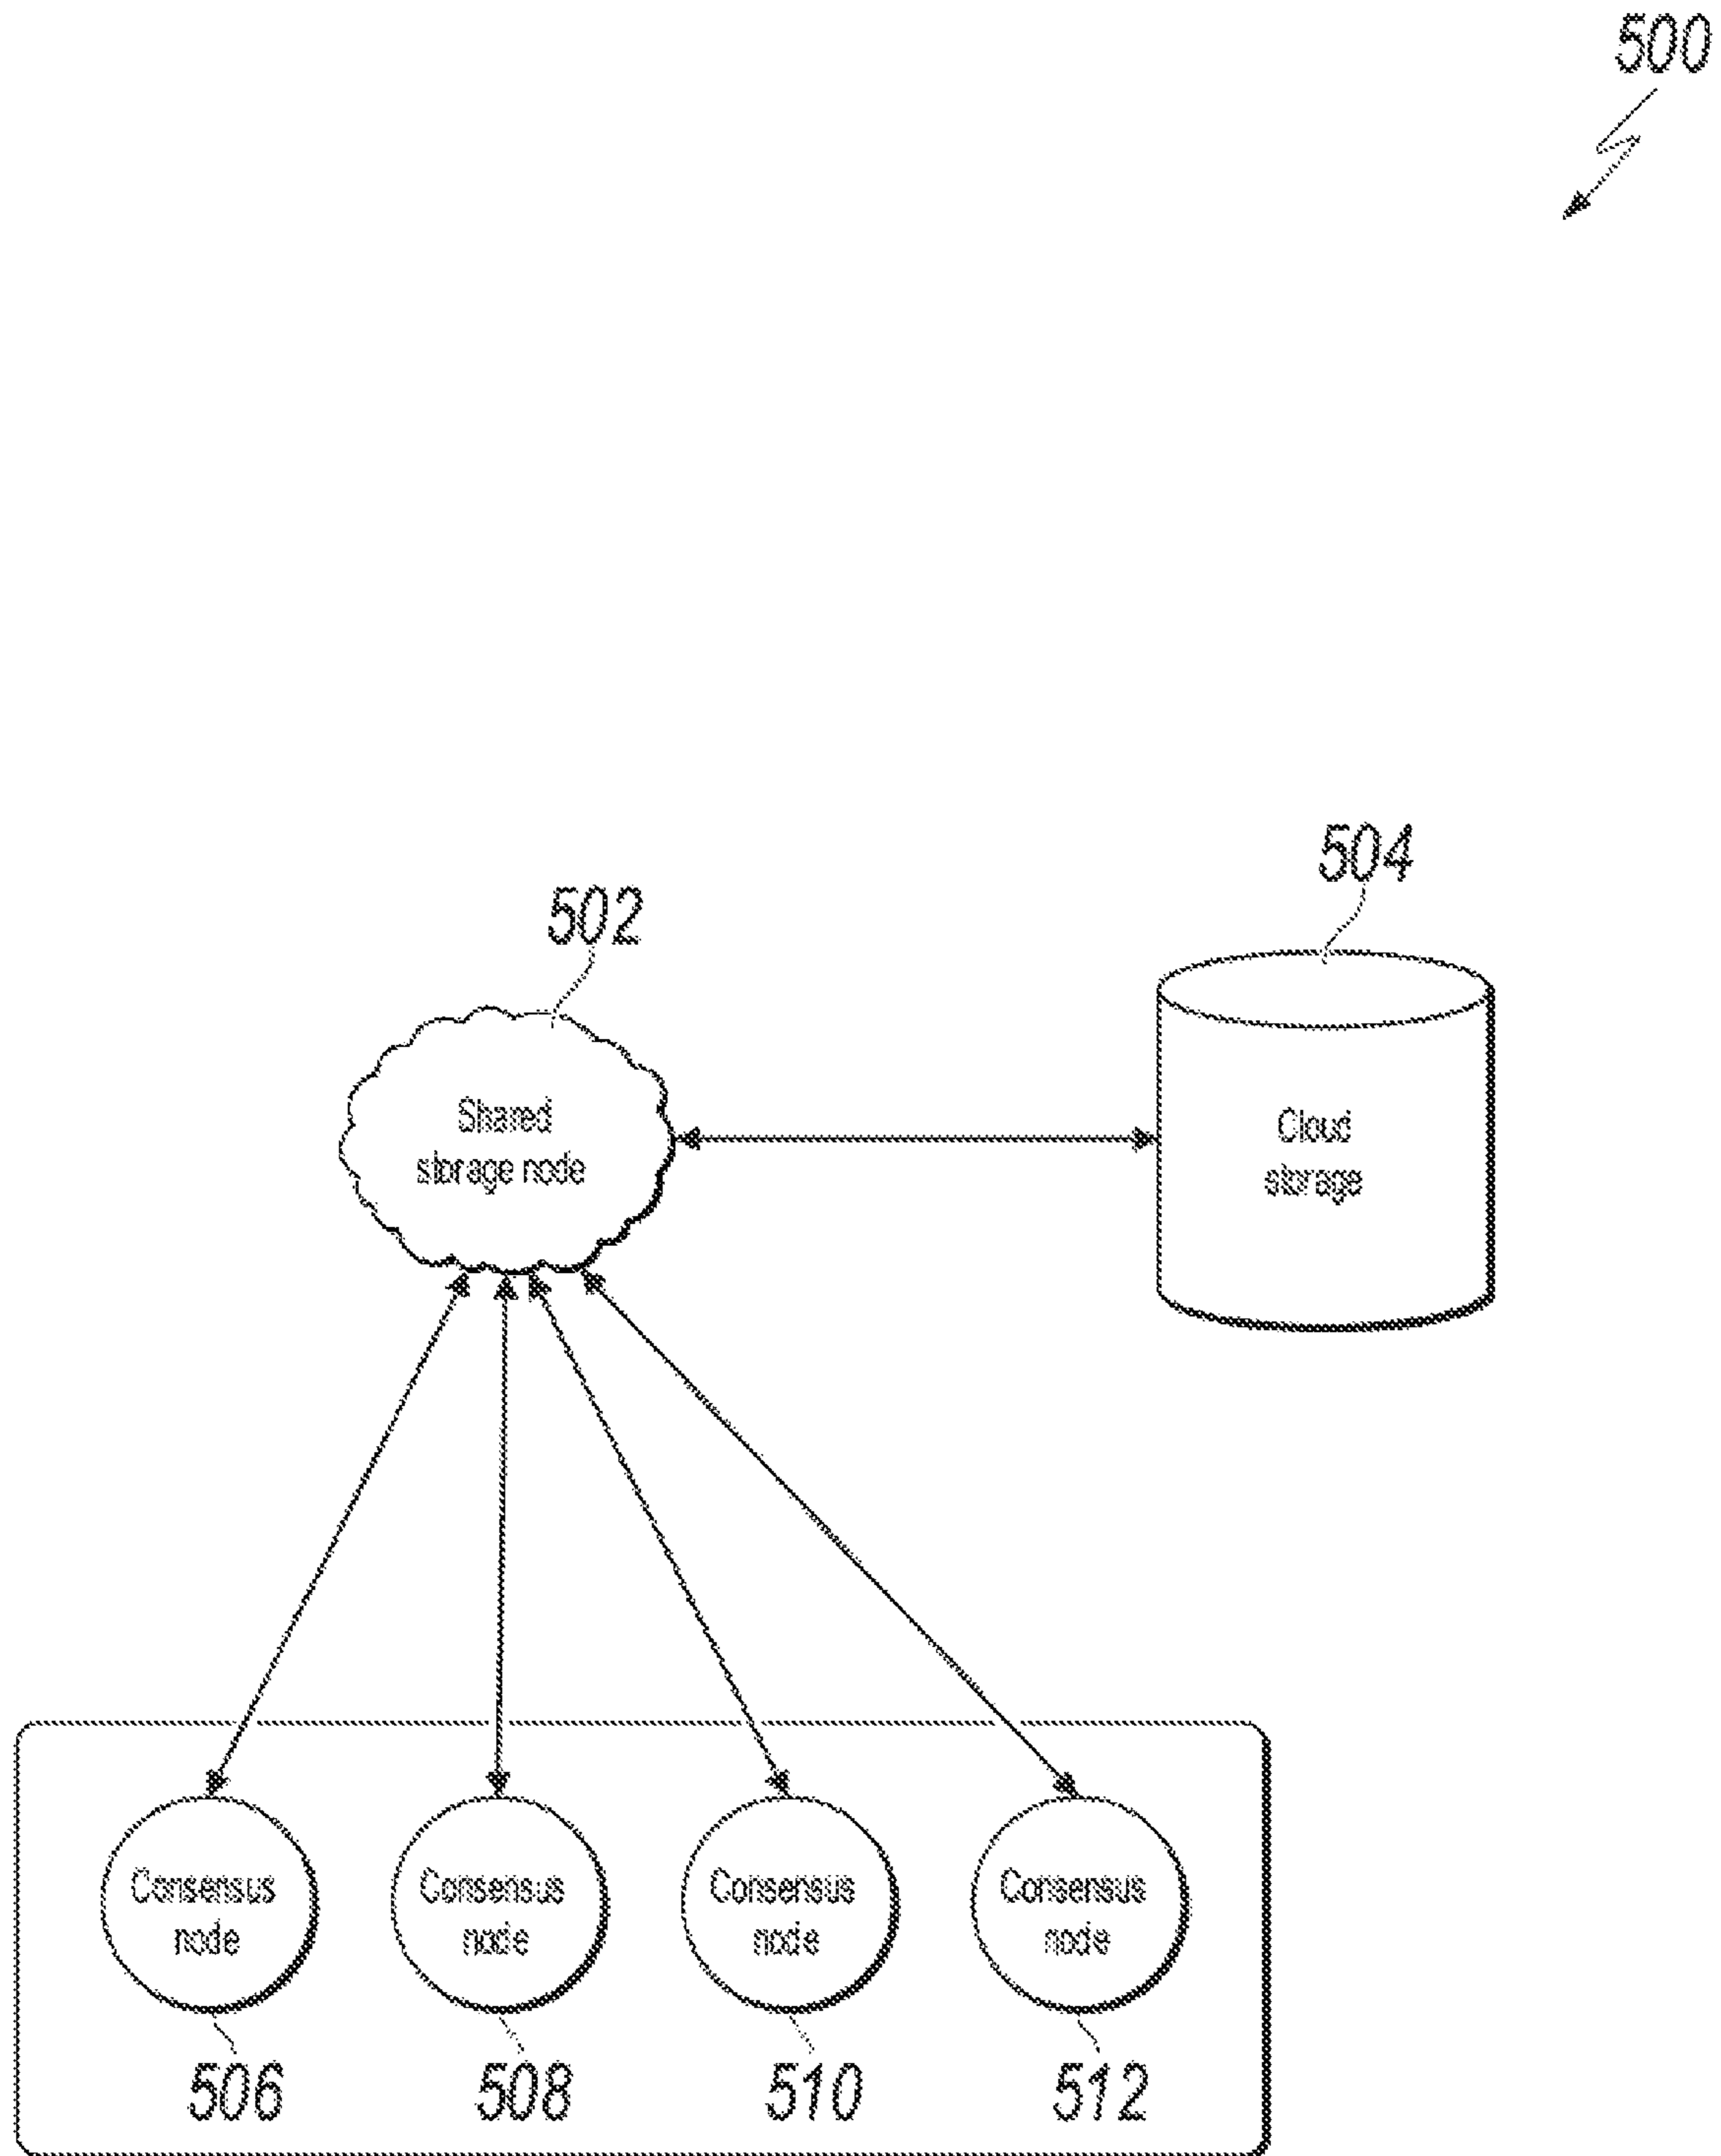 500
504
502
Shared
storage node
Cloud
storage
Consensus
node
Consensus
node
Consensus
node
Consensus
node
506
508
510
512